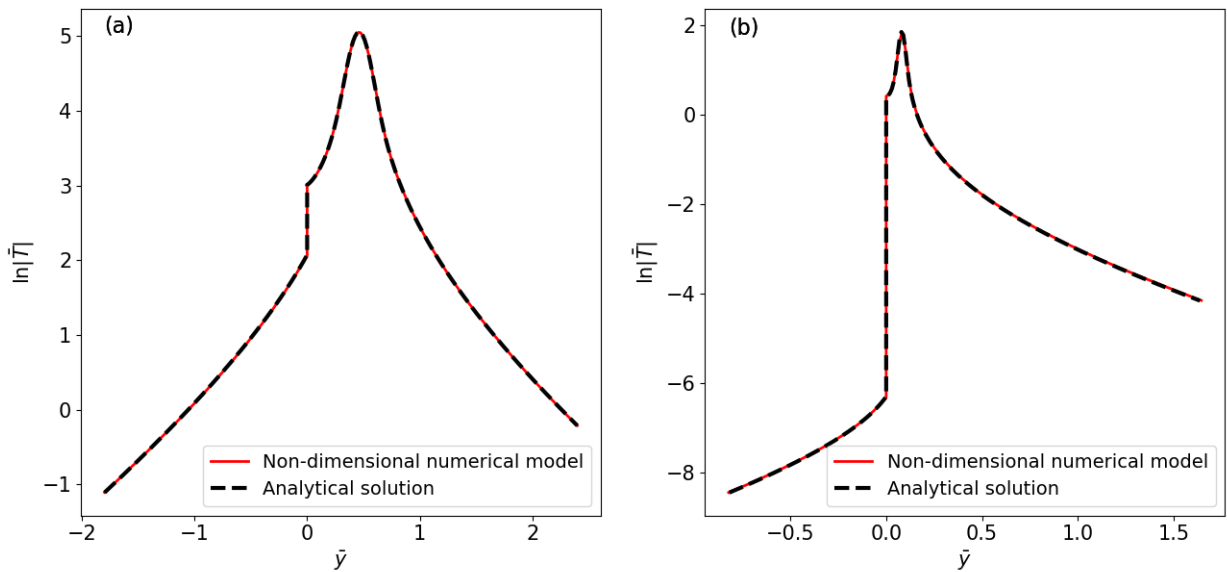 (a)
5
4
3
2
1
0
−1
ln|T̄|
−2
−1
0
1
2
ȳ
Non-dimensional numerical model
Analytical solution
(b)
2
0
−2
−4
−6
−8
ln|T̄|
−0.5
0.0
0.5
1.0
1.5
ȳ
Non-dimensional numerical model
Analytical solution